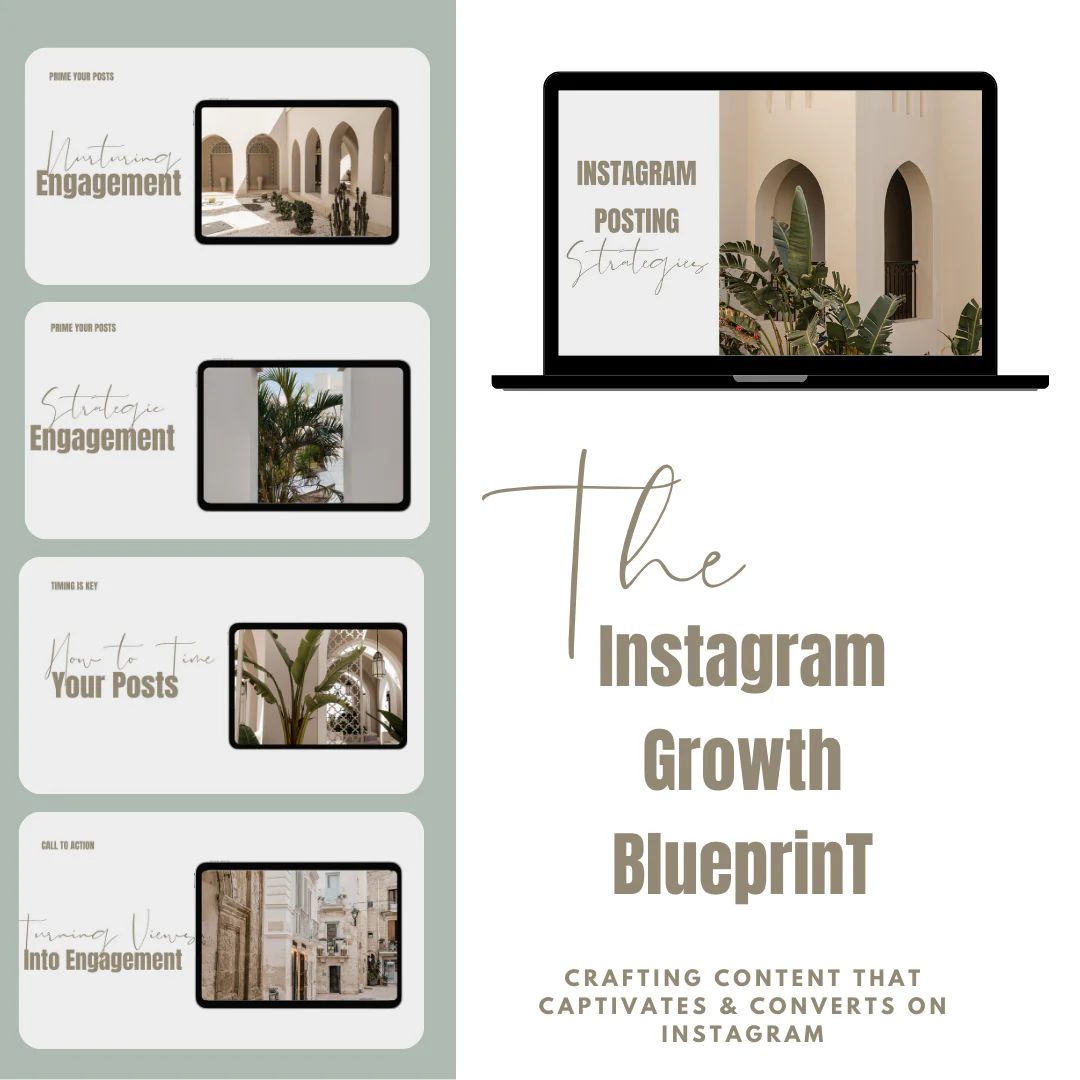 PRIME YOUR POSTS
Nurturing
Engagement
PRIME YOUR POSTS
Strategic
Engagement
TIMING IS KEY
How to Time
Your Posts
CALL TO ACTION
Turning Views
Into Engagement
INSTAGRAM
POSTING
Strategies
The
Instagram
Growth
BlueprinT
CRAFTING CONTENT THAT
CAPTIVATES & CONVERTS ON
INSTAGRAM